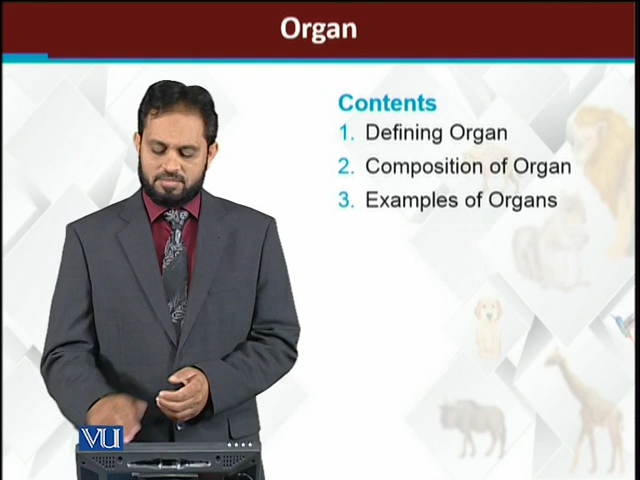 Organ
Contents
1. Defining Organ
2. Composition of Organ
3. Examples of Organs
VU